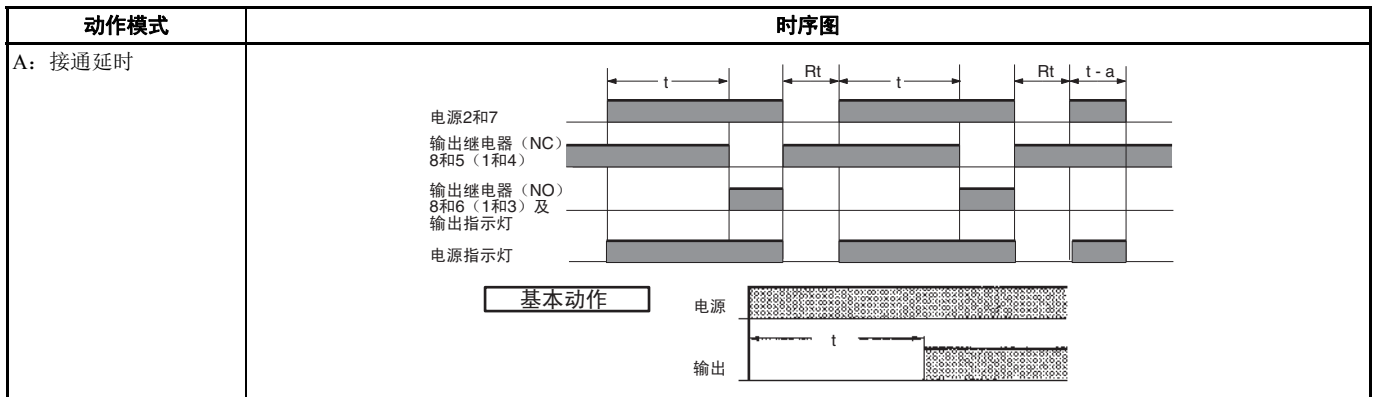 动作模式
时序图
A：接通延时
t
Rt
t
Rt
t - a
电源2和7
输出继电器（NC）
8和5（1和4）
输出继电器（NO）
8和6（1和3）及
输出指示灯
电源指示灯
基本动作
电源
t
输出